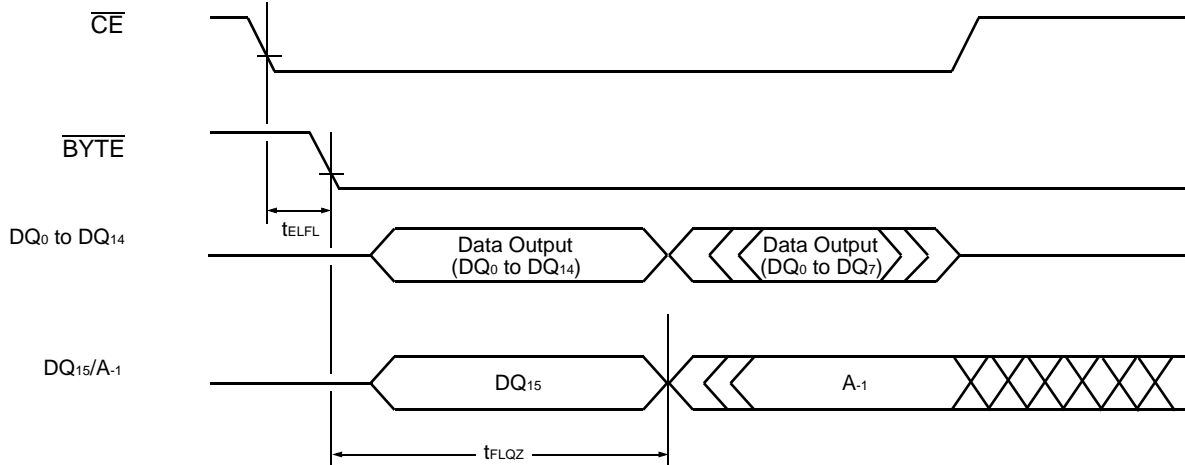 CE
BYTE
tELFL
DQ0 to DQ14
Data Output
(DQ0 to DQ14)
Data Output
(DQ0 to DQ7)
DQ15/A-1
DQ15
A-1
tFLQZ